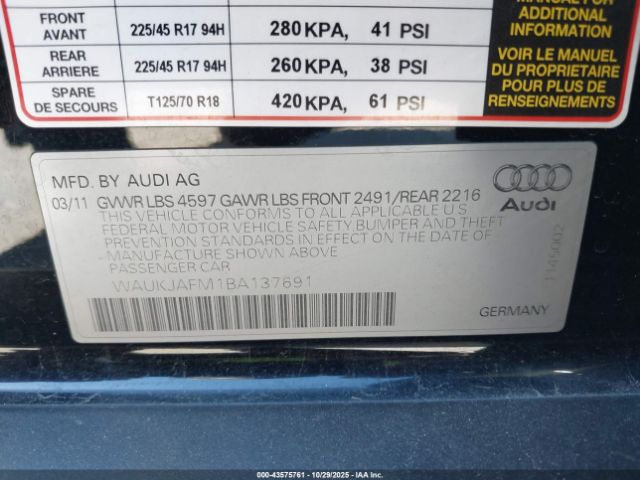 MANUAL FOR
ADDITIONAL
INFORMATION
VOIR LE MANUEL
DU PROPRIETAIRE
POUR PLUS DE
RENSEIGNEMENTS
FRONT
AVANT 225/45 R17 94H 280 KPA, 41 PSI
REAR
ARRIERE 225/45 R17 94H 260 KPA, 38 PSI
SPARE
DE SECOURS T125/70 R18 420 KPA, 61 PSI
MFD. BY AUDI AG
03/11 GVWR LBS 4597 GAWR LBS FRONT 2491/REAR 2216
THIS VEHICLE CONFORMS TO ALL APPLICABLE U S
FEDERAL MOTOR VEHICLE SAFETY BUMPER AND THEFT
PREVENTION STANDARDS IN EFFECT ON THE DATE OF
- MANUFACTURE SHOWN ABOVE
PASSENGER CAR
WAUKJAFM1BA137691
Audi
1145002
GERMANY
- 10/29/2025 -
Copart 43575761